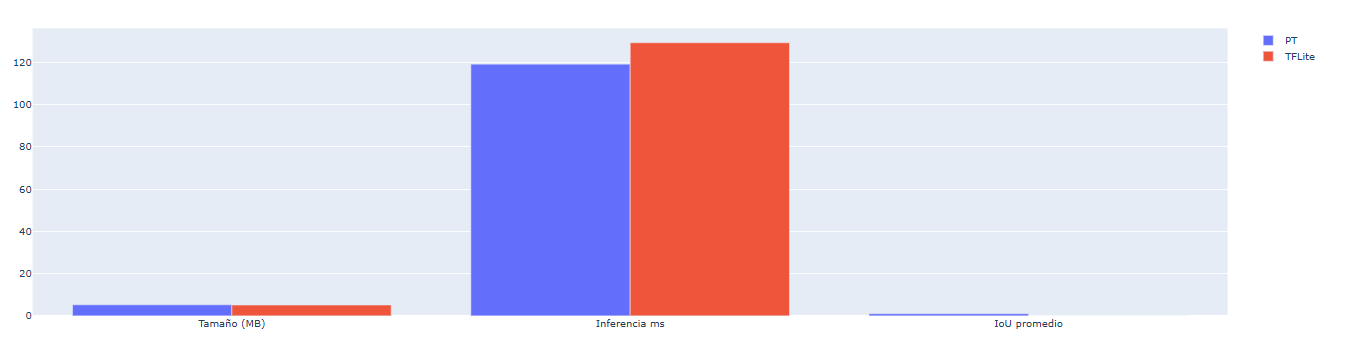 PT
TFLite
120
100
80
60
40
20
0
Tamaño (MB)
Inferencia ms
IoU promedio